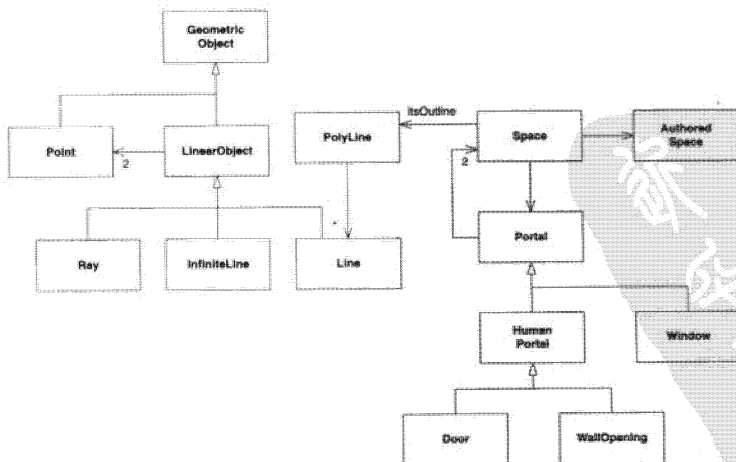 Geometric
Object
itsOutline
Point
2
LinearObject
PolyLine
Space
Authored
Space
2
*
Portal
Ray
InfiniteLine
Line
Human
Portal
Window
Door
WallOpening